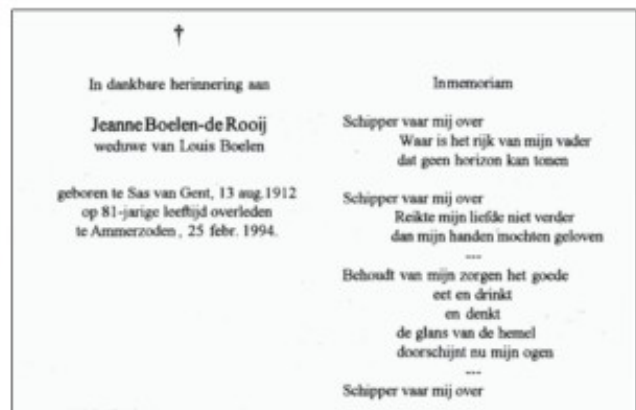 †
In dankbare herinnering aan
Jeanne Boelen-de Rooij
weduwe van Louis Boelen
geboren te Sas van Gent, 13 aug.1912
op 81-jarige leeftijd overleden
te Ammerzoden, 25 febr. 1994.
Inmemoriam
Schipper vaar mij over
Waar is het rijk van mijn vader
dat geen horizon kan tonen
Schipper vaar mij over
Reikte mijn liefde niet verder
dan mijn handen mochten geloven
---
Behoudt van mijn zorgen het goede
eet en drinkt
en denkt
de glans van de hemel
doorschijnt nu mijn ogen
---
Schipper vaar mij over